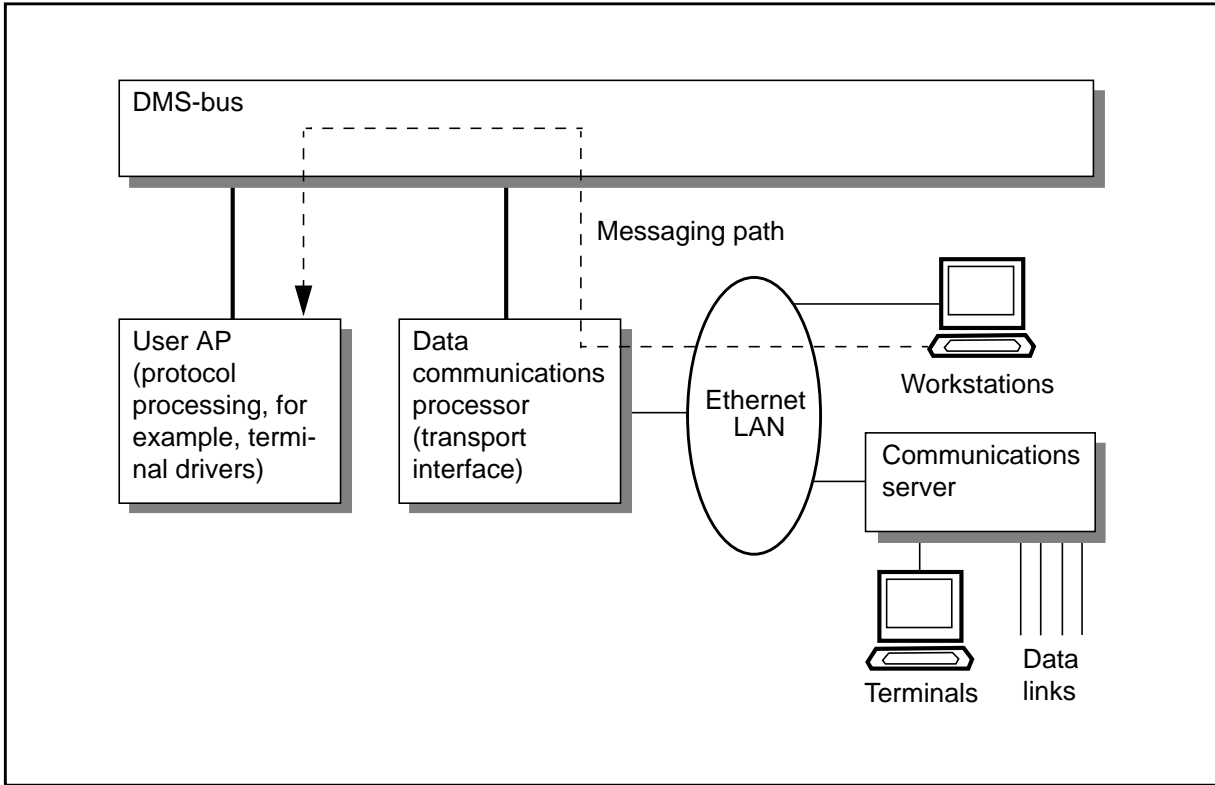 DMS-bus
Messaging path
User AP
(protocol
processing, for
example, termi-
nal drivers)
Data
communications
processor
(transport
interface)
Ethernet
LAN
Workstations
Communications
server
Terminals
Data
links